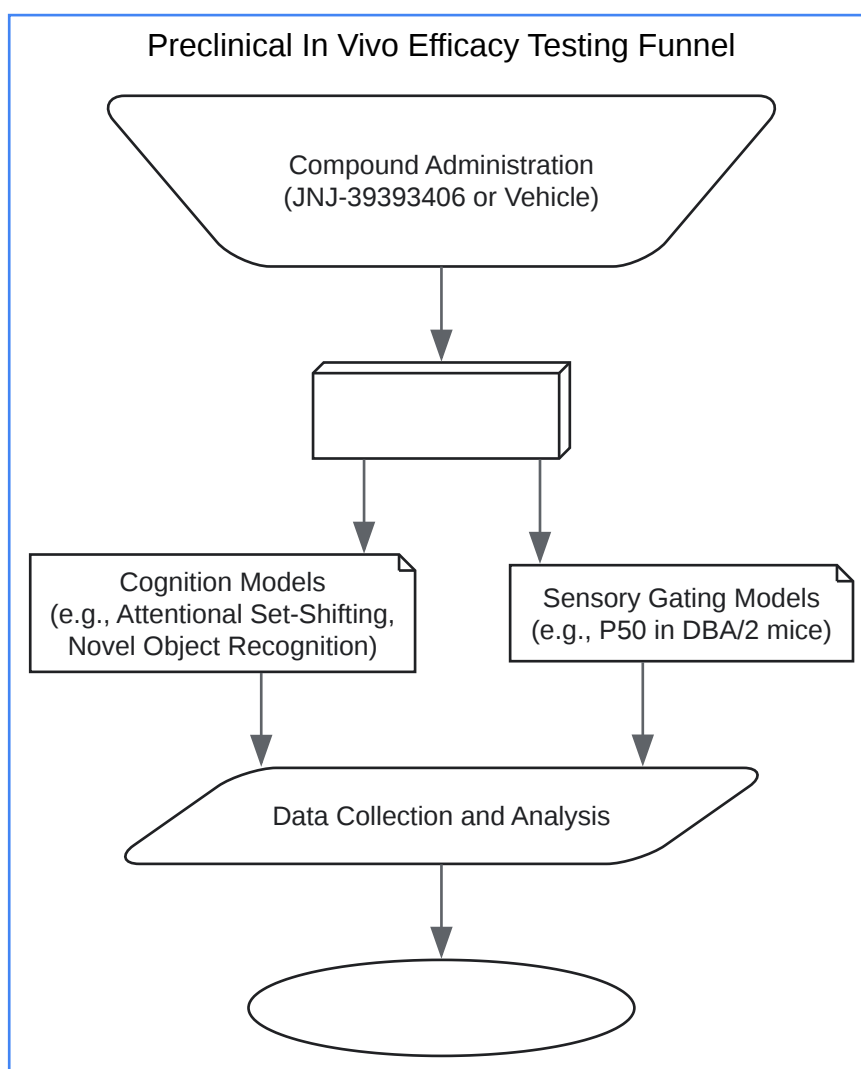 Preclinical In Vivo Efficacy Testing Funnel
Compound Administration
(JNJ-39393406 or Vehicle)
Cognition Models
(e.g., Attentional Set-Shifting,
Novel Object Recognition)
Sensory Gating Models
(e.g., P50 in DBA/2 mice)
Data Collection and Analysis